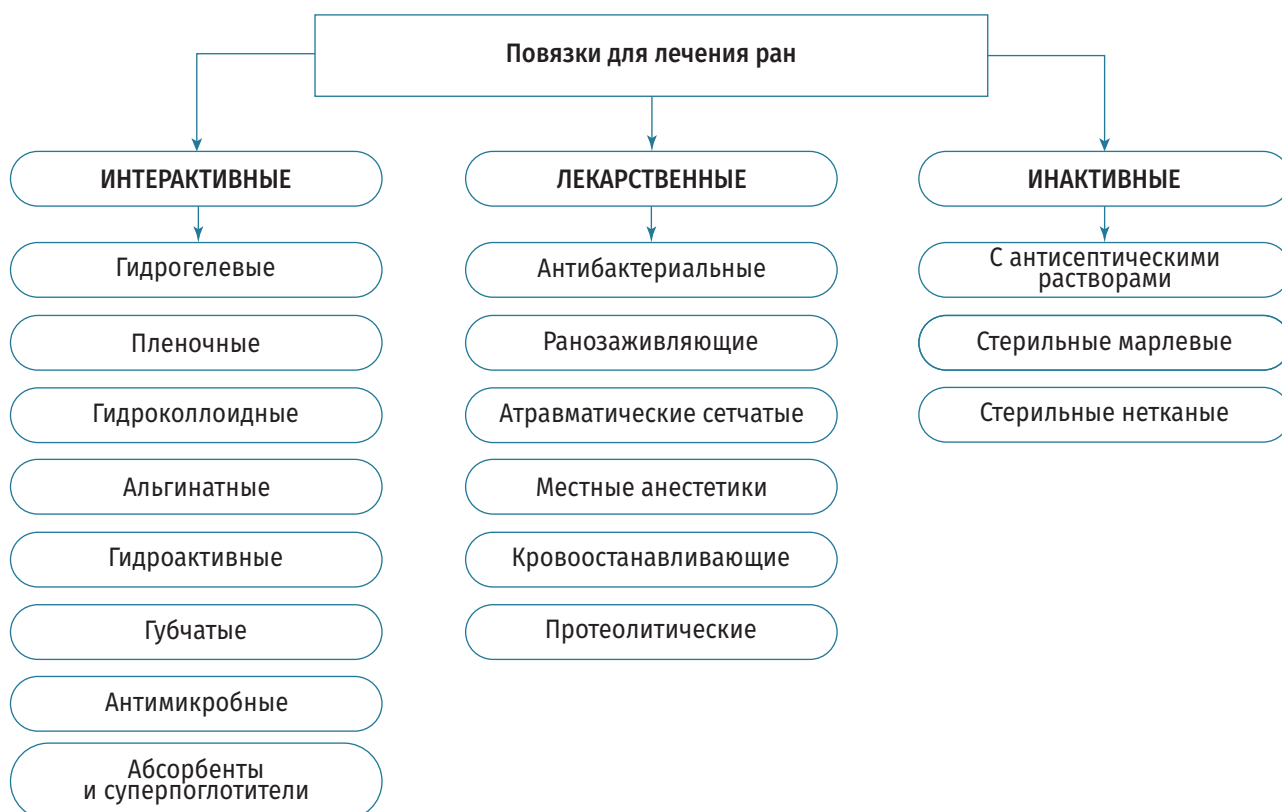 Повязки для лечения ран
ИНТЕРАКТИВНЫЕ
Гидрогелевые
Пленочные
Гидроколлоидные
Альгинатные
Гидроактивные
Губчатые
Антимикробные
Абсорбенты
и суперпоглотители
ЛЕКАРСТВЕННЫЕ
Антибактериальные
Ранозаживляющие
Атравматические сетчатые
Местные анестетики
Кровоостанавливающие
Протеолитические
ИНАКТИВНЫЕ
С антисептическими
растворами
Стерильные марлевые
Стерильные нетканые